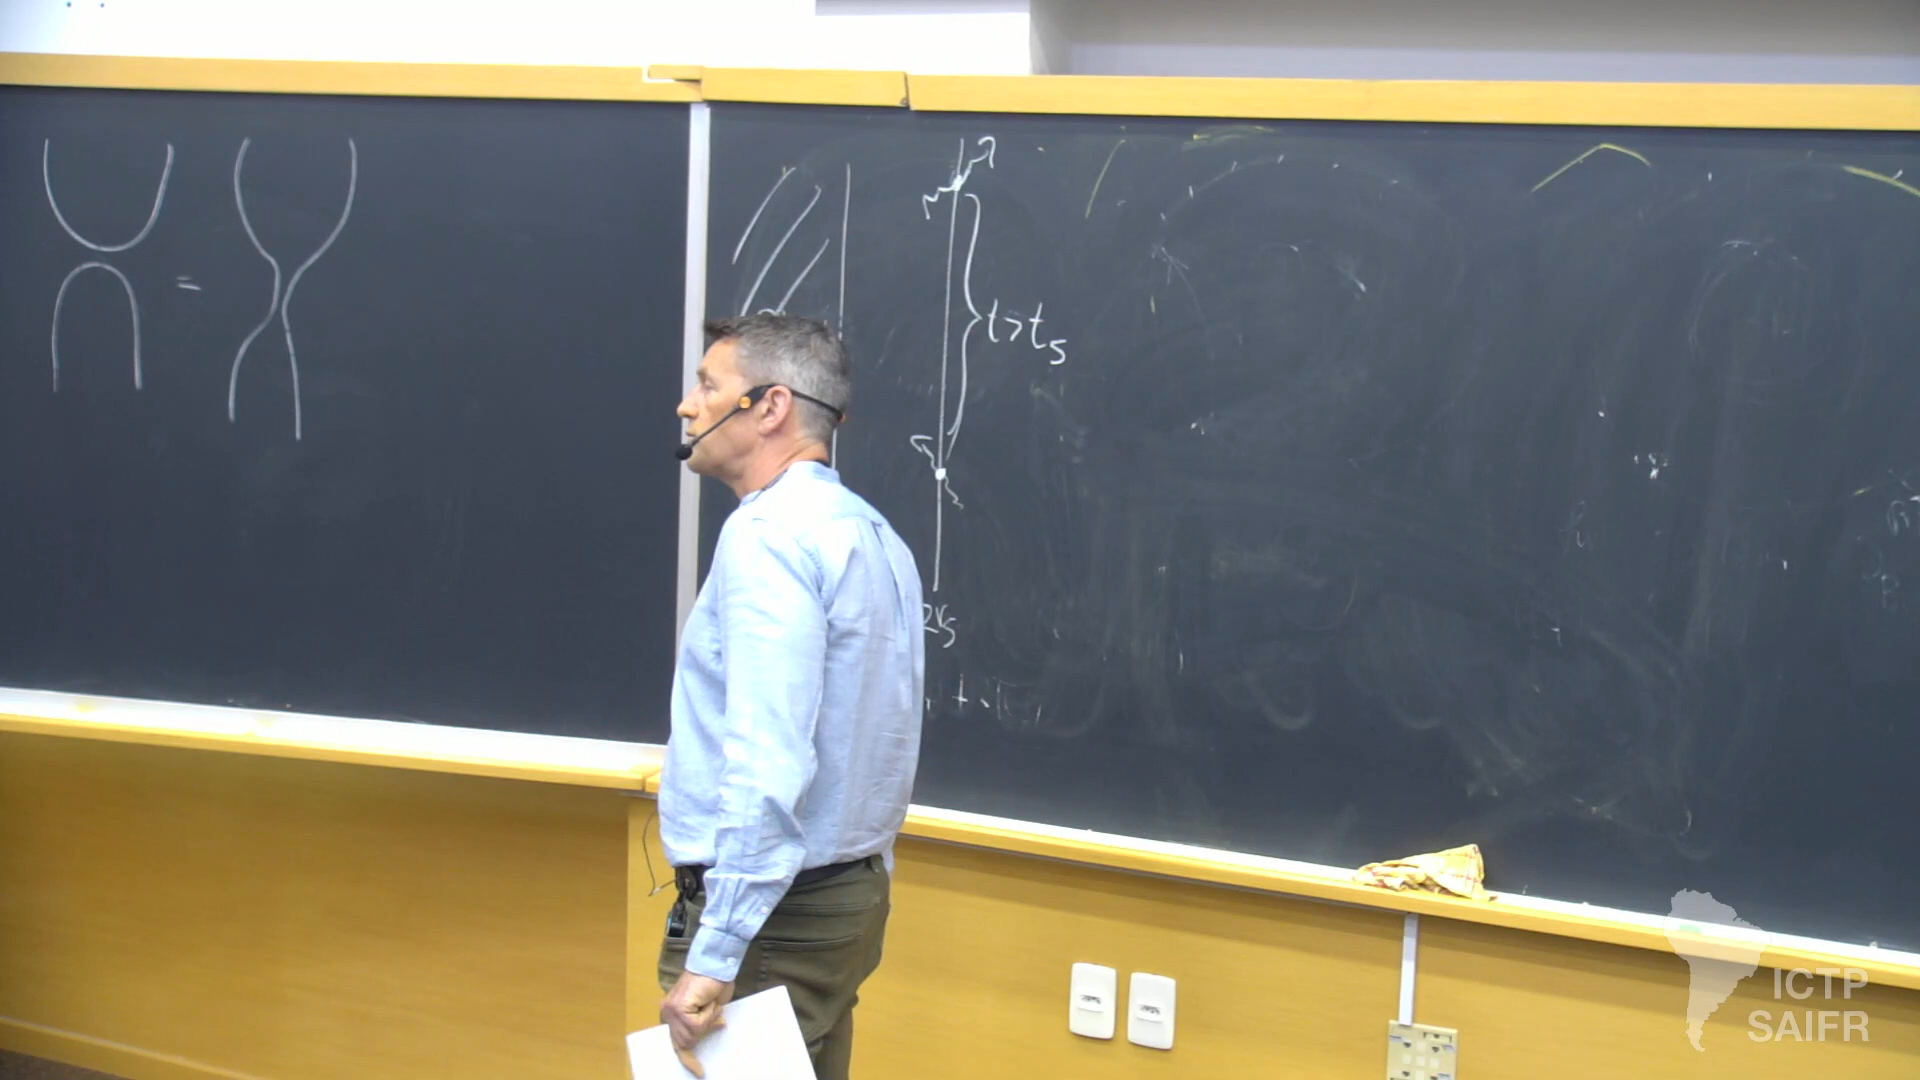 =
t>t_s
2r_s
ICTP
SAIFR